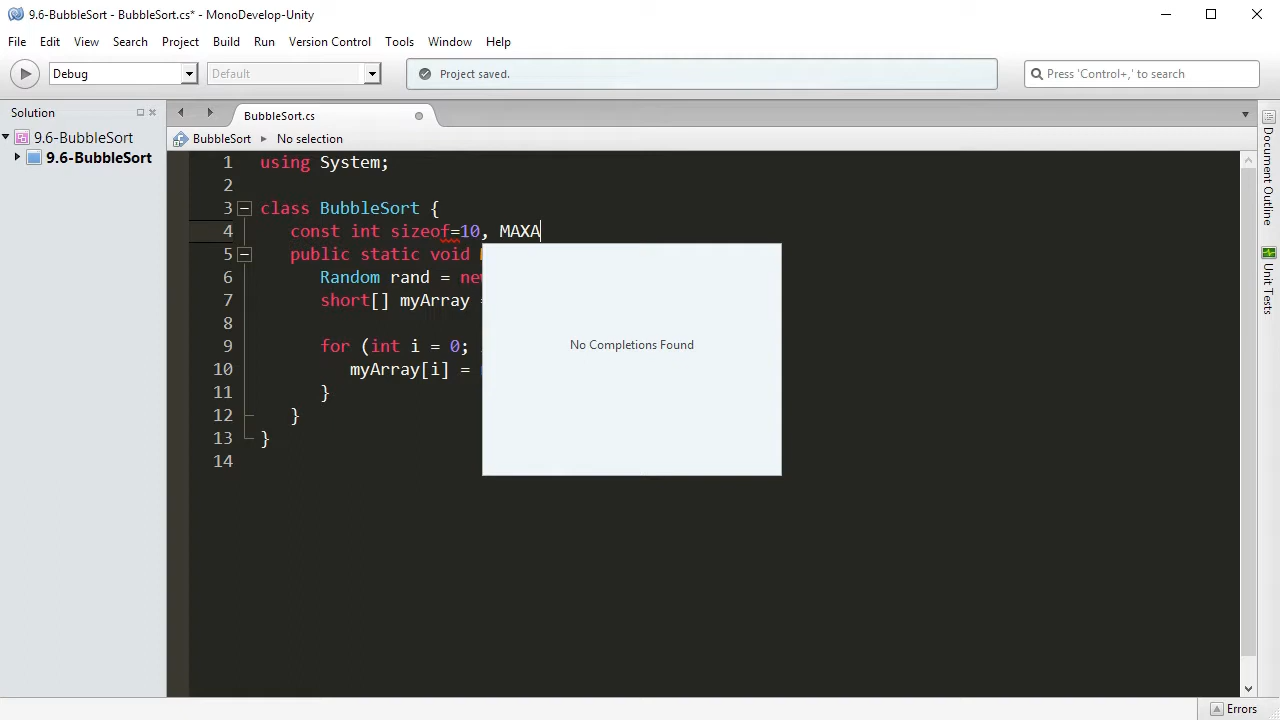 9.6-BubbleSort - BubbleSort.cs* - MonoDevelop-Unity
File Edit View Search Project Build Run Version Control Tools Window Help
Debug Default Project saved. Press 'Control+,' to search
Solution
9.6-BubbleSort
9.6-BubbleSort
BubbleSort.cs
BubbleSort No selection
1 using System;
2
3 class BubbleSort {
4 const int sizeof=10, MAXA
5 public static void
6 Random rand = new
7 short[] myArray =
8
9 for (int i = 0;
10 myArray[i] =
11 }
12 }
13 }
14
No Completions Found
Document Outline
Unit Tests
Errors